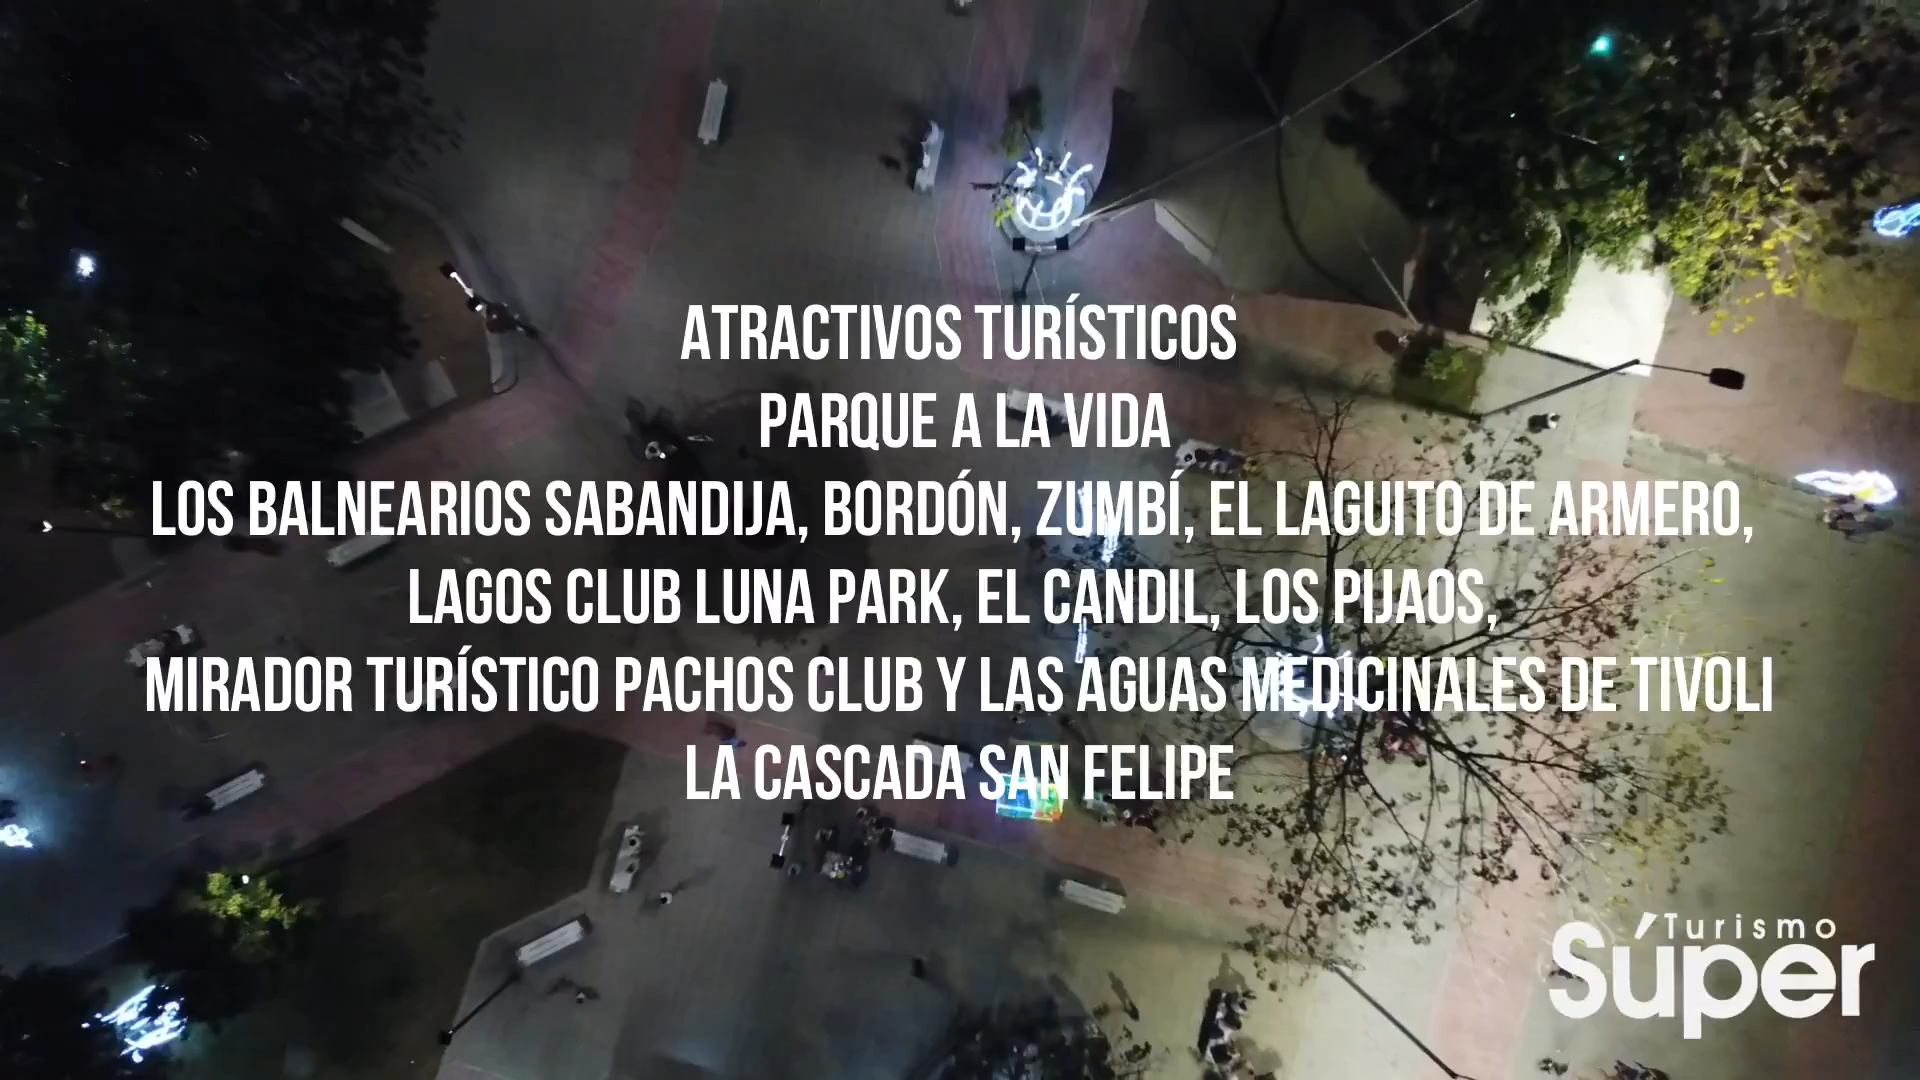 ATRACTIVOS TURÍSTICOS
PARQUE A LA VIDA
LOS BALNEARIOS SABANDIJA, BORDÓN, ZUMBÍ, EL LAGUITO DE ARMERO,
LAGOS CLUB LUNA PARK, EL CANDIL, LOS PIJAOS,
MIRADOR TURÍSTICO PACHOS CLUB Y LAS AGUAS MEDICINALES DE TIVOLI
LA CASCADA SAN FELIPE
Turismo
Súper